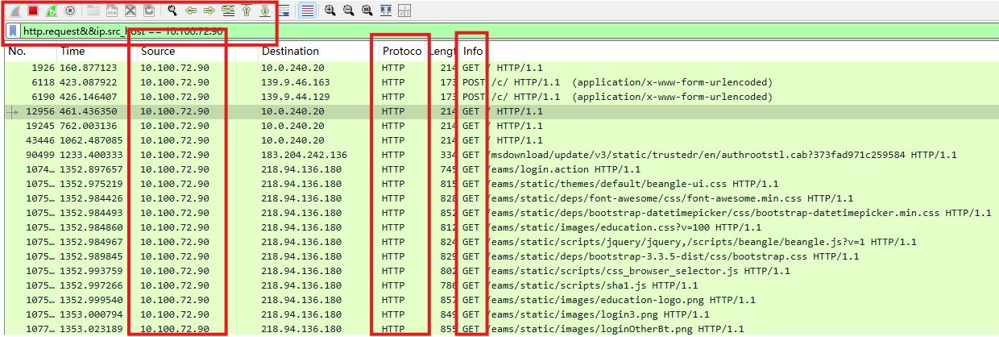 http.request&&ip.src_host == 10.100.72.90
No. Time Source Destination Protoco Lengt Info
1926 160.877123 10.100.72.90 10.0.240.20 HTTP 214 GET / HTTP/1.1
6118 423.087922 10.100.72.90 139.9.46.163 HTTP 173 POST /c/ HTTP/1.1 (application/x-www-form-urlencoded)
6190 426.146407 10.100.72.90 139.9.44.129 HTTP 173 POST /c/ HTTP/1.1 (application/x-www-form-urlencoded)
12956 461.436350 10.100.72.90 10.0.240.20 HTTP 214 GET / HTTP/1.1
19245 762.003136 10.100.72.90 10.0.240.20 HTTP 214 GET / HTTP/1.1
43446 1062.487085 10.100.72.90 10.0.240.20 HTTP 214 GET / HTTP/1.1
90499 1233.400333 10.100.72.90 183.204.242.136 HTTP 334 GET /msdownload/update/v3/static/trustedr/en/authrootstl.cab?373fad971c259584 HTTP/1.1
1074… 1352.897657 10.100.72.90 218.94.136.180 HTTP 745 GET /eams/login.action HTTP/1.1
1075… 1352.975219 10.100.72.90 218.94.136.180 HTTP 815 GET /eams/static/themes/default/beangle-ui.css HTTP/1.1
1075… 1352.984426 10.100.72.90 218.94.136.180 HTTP 828 GET /eams/static/deps/font-awesome/css/font-awesome.min.css HTTP/1.1
1075… 1352.984493 10.100.72.90 218.94.136.180 HTTP 852 GET /eams/static/deps/bootstrap-datetimepicker/css/bootstrap-datetimepicker.min.css HTTP/1.1
1075… 1352.984860 10.100.72.90 218.94.136.180 HTTP 812 GET /eams/static/images/education.css?v=100 HTTP/1.1
1075… 1352.984967 10.100.72.90 218.94.136.180 HTTP 824 GET /eams/static/scripts/jquery/jquery,/scripts/beangle/beangle.js?v=1 HTTP/1.1
1075… 1352.989845 10.100.72.90 218.94.136.180 HTTP 829 GET /eams/static/deps/bootstrap-3.3.5-dist/css/bootstrap.css HTTP/1.1
1075… 1352.993759 10.100.72.90 218.94.136.180 HTTP 802 GET /eams/static/scripts/css_browser_selector.js HTTP/1.1
1075… 1352.997266 10.100.72.90 218.94.136.180 HTTP 786 GET /eams/static/scripts/sha1.js HTTP/1.1
1075… 1352.999540 10.100.72.90 218.94.136.180 HTTP 857 GET /eams/static/images/education-logo.png HTTP/1.1
1075… 1353.000794 10.100.72.90 218.94.136.180 HTTP 849 GET /eams/static/images/login3.png HTTP/1.1
1077… 1353.023189 10.100.72.90 218.94.136.180 HTTP 855 GET /eams/static/images/loginOtherBt.png HTTP/1.1